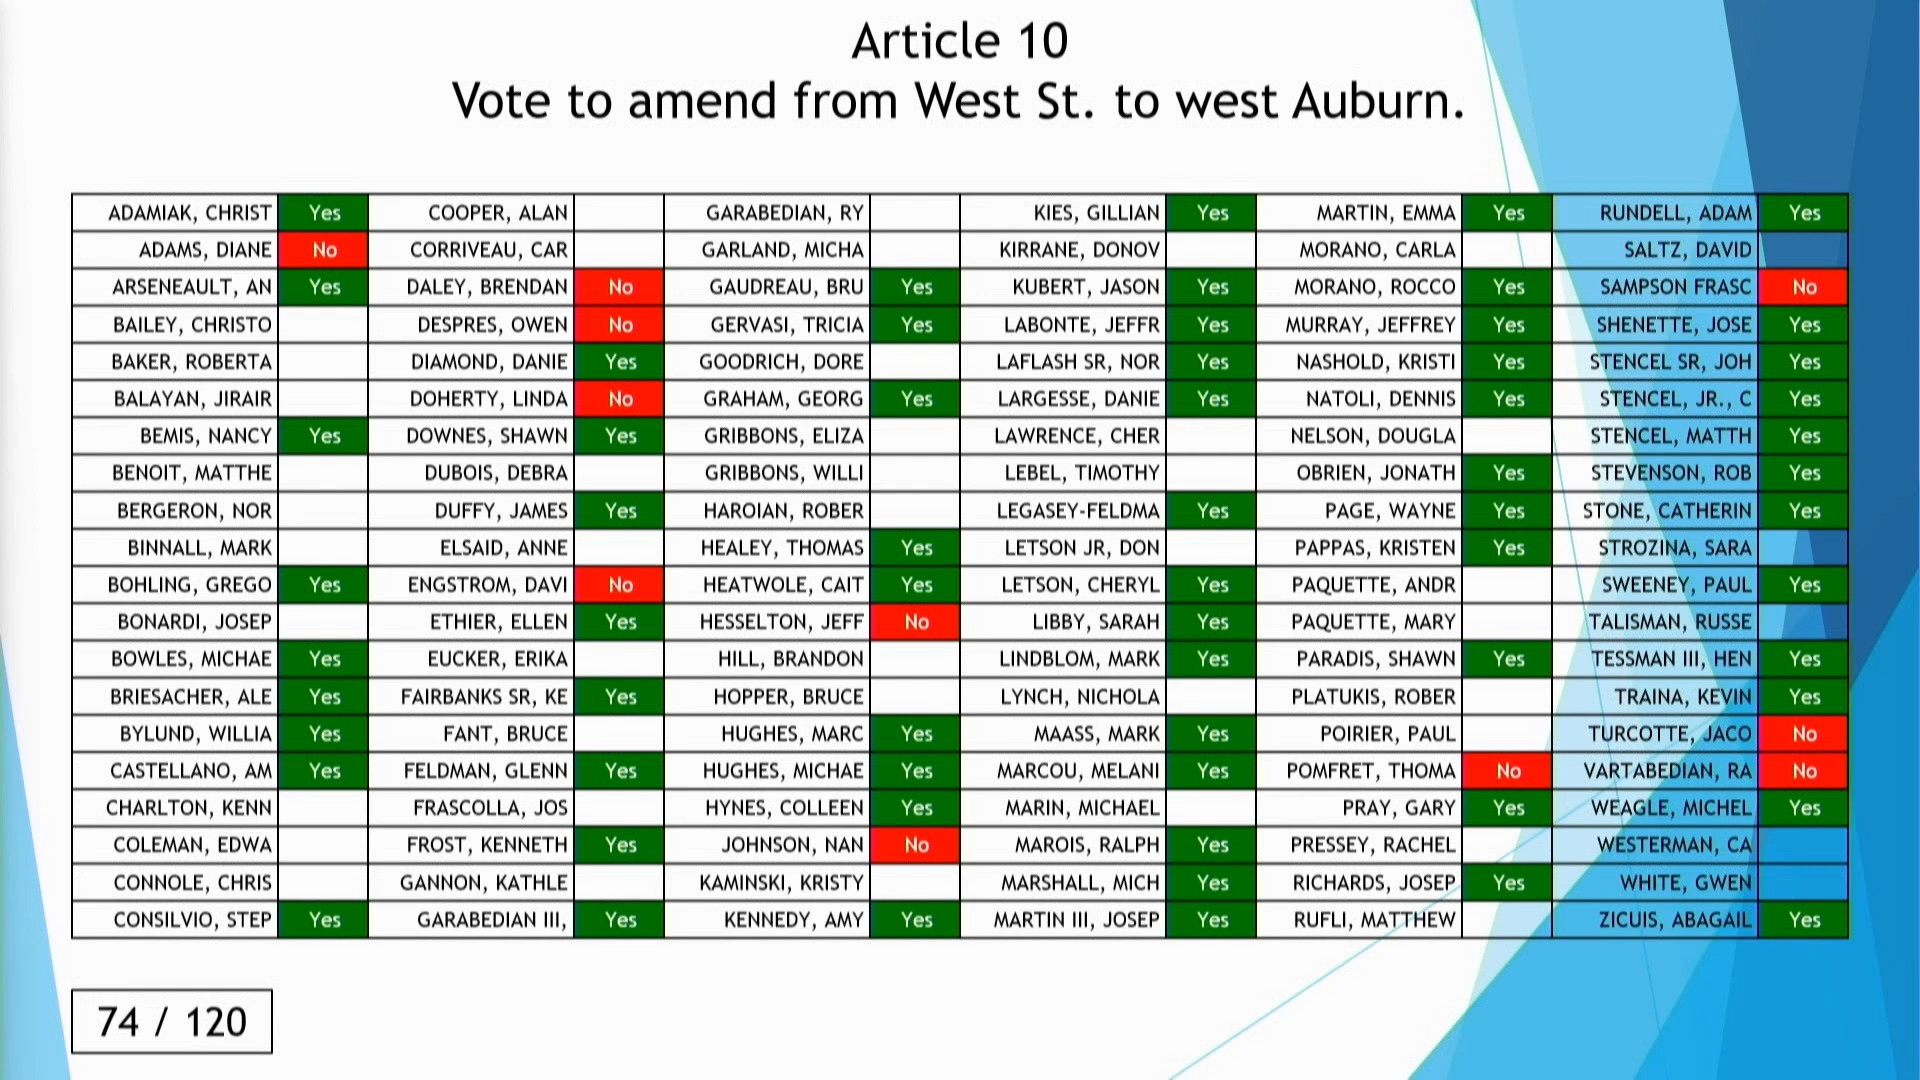 Article 10
Vote to amend from West St. to west Auburn.
ADAMIAK, CHRIST Yes COOPER, ALAN GARABEDIAN, RY KIES, GILLIAN Yes MARTIN, EMMA Yes RUNDELL, ADAM Yes
ADAMS, DIANE No CORRIVEAU, CAR GARLAND, MICHA KIRRANE, DONOV MORANO, CARLA SALTZ, DAVID
ARSENEAULT, AN Yes DALEY, BRENDAN No GAUDREAU, BRU Yes KUBERT, JASON Yes MORANO, ROCCO Yes SAMPSON FRASC No
BAILEY, CHRISTO DESPRES, OWEN No GERVASI, TRICIA Yes LABONTE, JEFFR Yes MURRAY, JEFFREY Yes SHENETTE, JOSE Yes
BAKER, ROBERTA DIAMOND, DANIE Yes GOODRICH, DORE LAFLASH SR, NOR Yes NASHOLD, KRISTI Yes STENCEL SR, JOH Yes
BALAYAN, JIRAIR DOHERTY, LINDA No GRAHAM, GEORG Yes LARGESSE, DANIE Yes NATOLI, DENNIS Yes STENCEL, JR., C Yes
BEMIS, NANCY Yes DOWNES, SHAWN Yes GRIBBONS, ELIZA LAWRENCE, CHER NELSON, DOUGLA STENCEL, MATTH Yes
BENOIT, MATTHE DUBOIS, DEBRA GRIBBONS, WILLI LEBEL, TIMOTHY OBRIEN, JONATH Yes STEVENSON, ROB Yes
BERGERON, NOR DUFFY, JAMES Yes HAROIAN, ROBER LEGASEY-FELDMA Yes PAGE, WAYNE Yes STONE, CATHERIN Yes
BINNALL, MARK ELSAID, ANNE HEALEY, THOMAS Yes LETSON JR, DON PAPPAS, KRISTEN Yes STROZINA, SARA
BOHLING, GREGO Yes ENGSTROM, DAVI No HEATWOLE, CAIT Yes LETSON, CHERYL Yes PAQUETTE, ANDR SWEENEY, PAUL Yes
BONARDI, JOSEP ETHIER, ELLEN Yes HESSELTON, JEFF No LIBBY, SARAH Yes PAQUETTE, MARY TALISMAN, RUSSE
BOWLES, MICHAE Yes EUCKER, ERIKA HILL, BRANDON LINDBLOM, MARK Yes PARADIS, SHAWN Yes TESSMAN III, HEN Yes
BRIESACHER, ALE Yes FAIRBANKS SR, KE Yes HOPPER, BRUCE LYNCH, NICHOLA PLATUKIS, ROBER TRAINA, KEVIN Yes
BYLUND, WILLIA Yes FANT, BRUCE HUGHES, MARC Yes MAASS, MARK Yes POIRIER, PAUL TURCOTTE, JACO No
CASTELLANO, AM Yes FELDMAN, GLENN Yes HUGHES, MICHAE Yes MARCOU, MELANI Yes POMFRET, THOMA No VARTABEDIAN, RA No
CHARLTON, KENN FRASCOLLA, JOS HYNES, COLLEEN Yes MARIN, MICHAEL PRAY, GARY Yes WEAGLE, MICHEL Yes
COLEMAN, EDWA FROST, KENNETH Yes JOHNSON, NAN No MAROIS, RALPH Yes PRESSEY, RACHEL WESTERMAN, CA
CONNOLE, CHRIS GANNON, KATHLE KAMINSKI, KRISTY MARSHALL, MICH Yes RICHARDS, JOSEP Yes WHITE, GWEN
CONSILVIO, STEP Yes GARABEDIAN III, Yes KENNEDY, AMY Yes MARTIN III, JOSEP Yes RUFLI, MATTHEW ZICUIS, ABAGAIL Yes
74 / 120